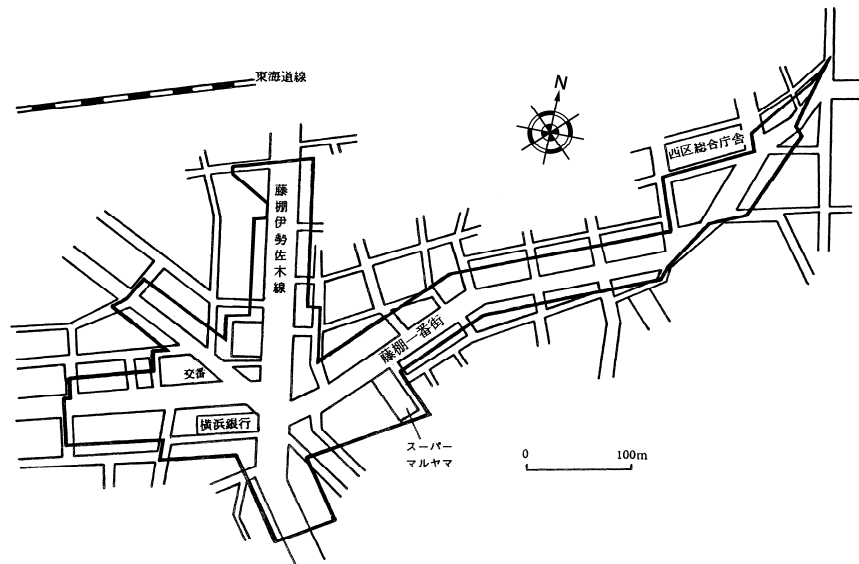 東海道線
N
西区総合庁舎
藤棚伊勢佐木線
藤棚一番街
交番
横浜銀行
スーパー
マルヤマ
0 100m